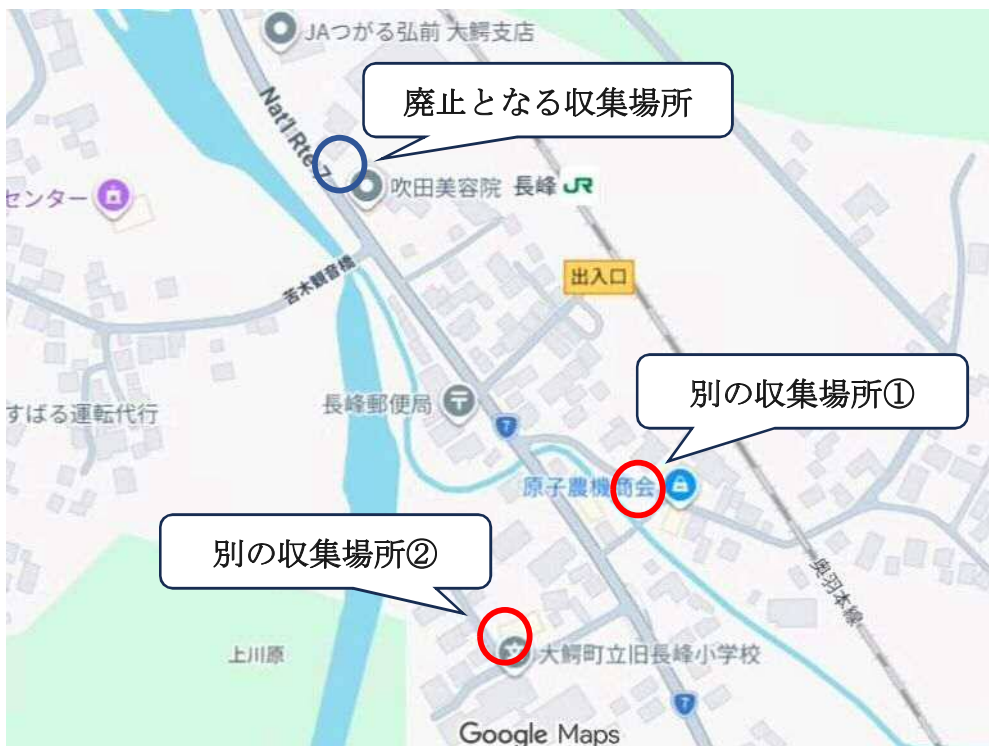 JAつがる弘前 大鰐支店
廃止となる収集場所
Nat'l Rte 7
吹田美容院
長峰 JR
センター
苫木観音橋
出入口
別の収集場所①
すばる運転代行
長峰郵便局
7
原子農機商会
別の収集場所②
奥羽本線
上川原
大鰐町立旧長峰小学校
7
Google Maps